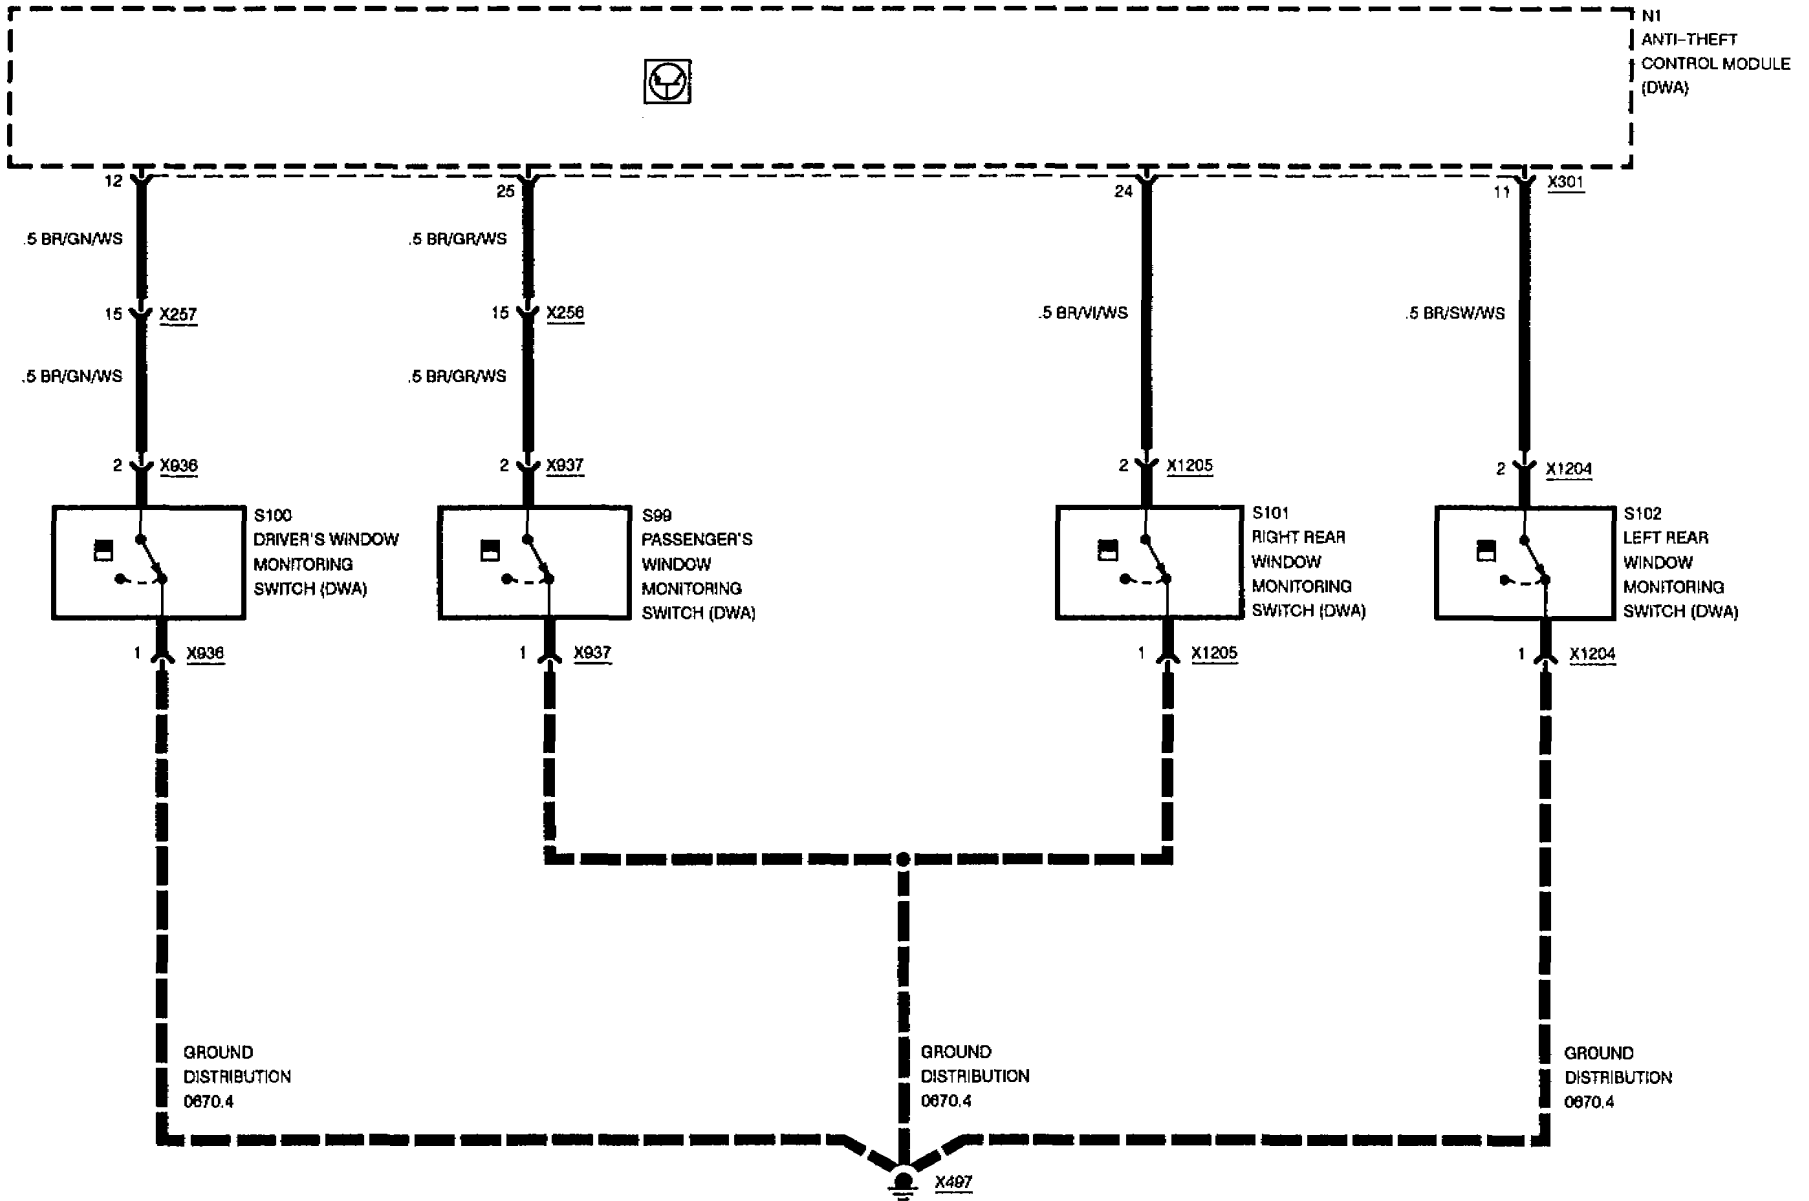 N1
ANTI-THEFT
CONTROL MODULE
(DWA)
12
25
24
11
X301
.5 BR/GN/WS
.5 BR/GR/WS
.5 BR/VI/WS
.5 BR/SW/WS
15
X257
15
X256
.5 BR/GN/WS
.5 BR/GR/WS
2
X936
2
X937
2
X1205
2
X1204
S100
DRIVER'S WINDOW
MONITORING
SWITCH (DWA)
S99
PASSENGER'S
WINDOW
MONITORING
SWITCH (DWA)
S101
RIGHT REAR
WINDOW
MONITORING
SWITCH (DWA)
S102
LEFT REAR
WINDOW
MONITORING
SWITCH (DWA)
1
X936
1
X937
1
X1205
1
X1204
GROUND
DISTRIBUTION
0670.4
GROUND
DISTRIBUTION
0670.4
GROUND
DISTRIBUTION
0670.4
X497